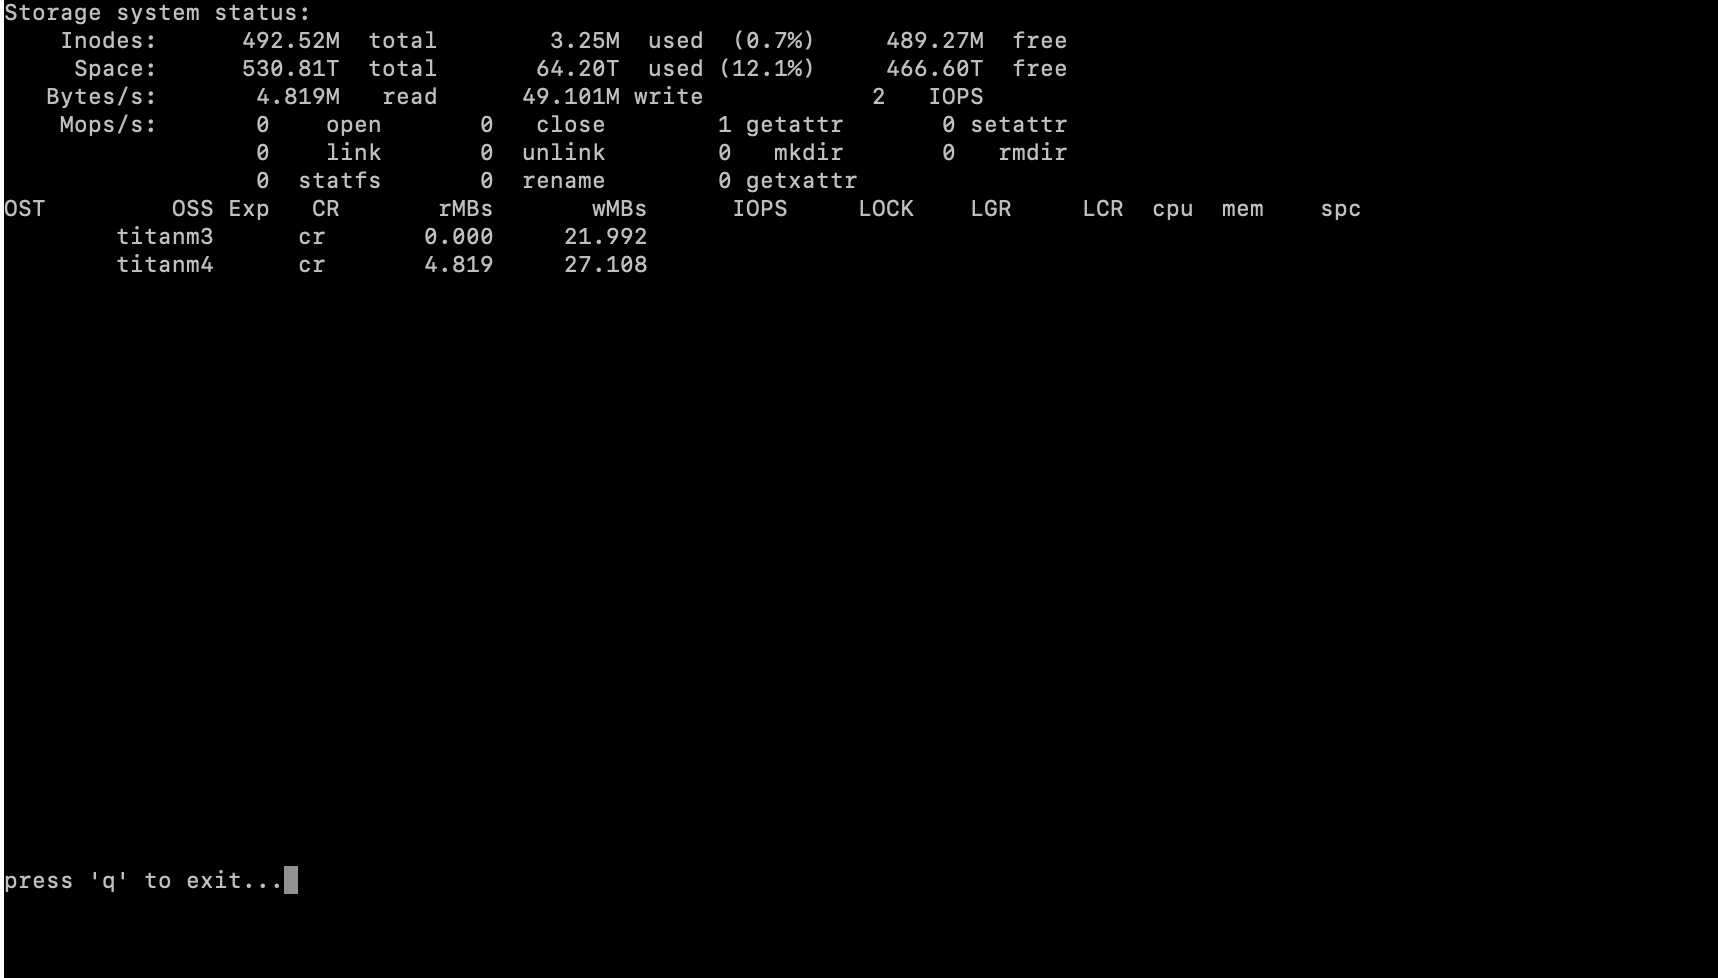 Storage system status:
Inodes: 492.52M total 3.25M used (0.7%) 489.27M free
Space: 530.81T total 64.20T used (12.1%) 466.60T free
Bytes/s: 4.819M read 49.101M write 2 IOPS
Mops/s: 0 open 0 close 1 getattr 0 setattr
0 link 0 unlink 0 mkdir 0 rmdir
0 statfs 0 rename 0 getxattr
OST OSS Exp CR rMBs wMBs IOPS LOCK LGR LCR cpu mem spc
titanm3 cr 0.000 21.992
titanm4 cr 4.819 27.108
press 'q' to exit...